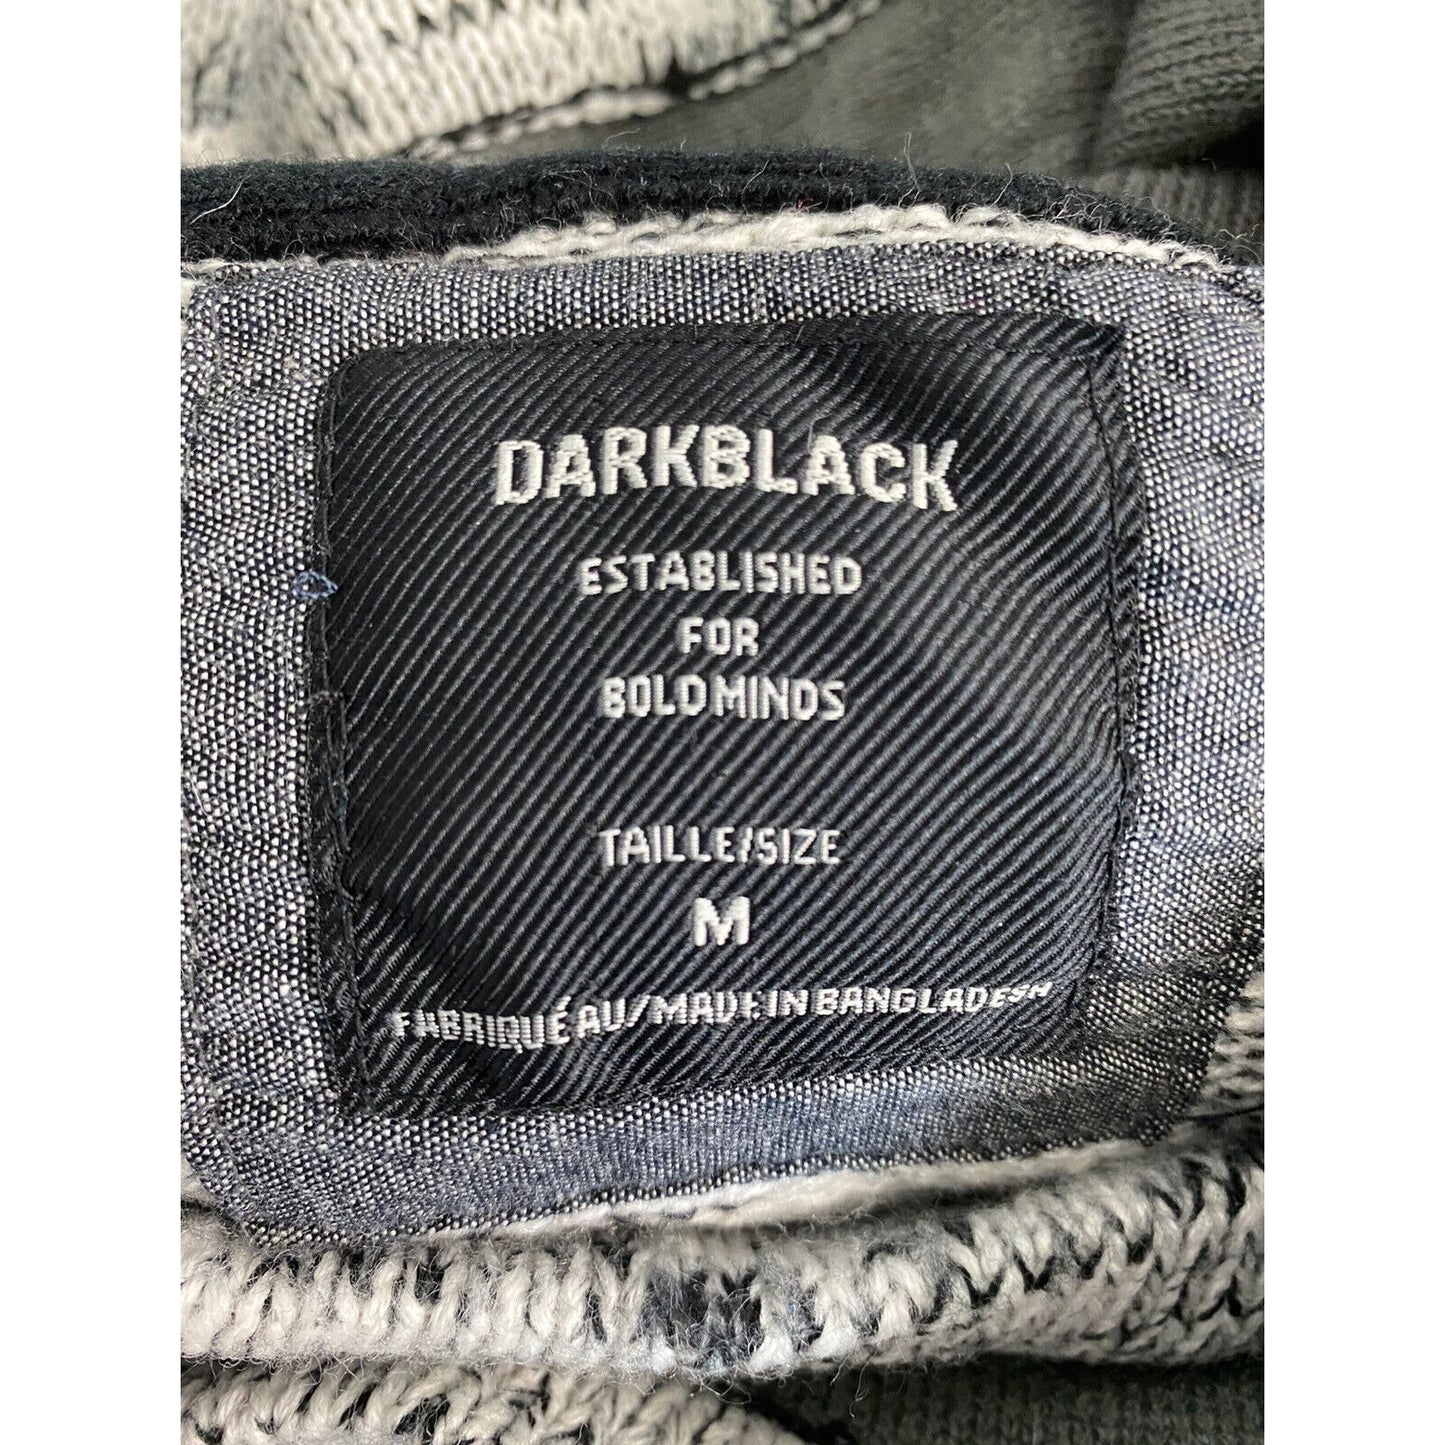 DARKBLACK
ESTABLISHED
FOR
BOLD MINDS
TAILLE/SIZE
M
FABRIQUÉ AU/MADE IN BANGLADESH